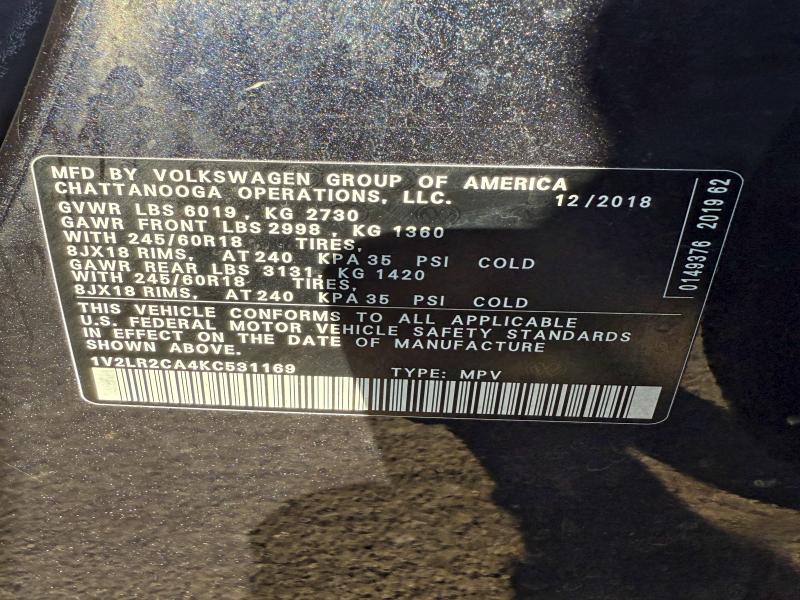 MFD BY VOLKSWAGEN GROUP OF AMERICA
CHATTANOOGA OPERATIONS, LLC. 12/2018
GVWR LBS 6019, KG 2730
GAWR FRONT LBS 2998, KG 1360
WITH 245/60R18 TIRES,
8JX18 RIMS, AT 240 KPA 35 PSI COLD
GAWR REAR LBS 3131, KG 1420
WITH 245/60R18 TIRES,
8JX18 RIMS, AT 240 KPA 35 PSI COLD
THIS VEHICLE CONFORMS TO ALL APPLICABLE
U.S. FEDERAL MOTOR VEHICLE SAFETY STANDARDS
IN EFFECT ON THE DATE OF MANUFACTURE
SHOWN ABOVE.
1V2LR2CA4KC531169 TYPE: MPV
0149376 2019 62